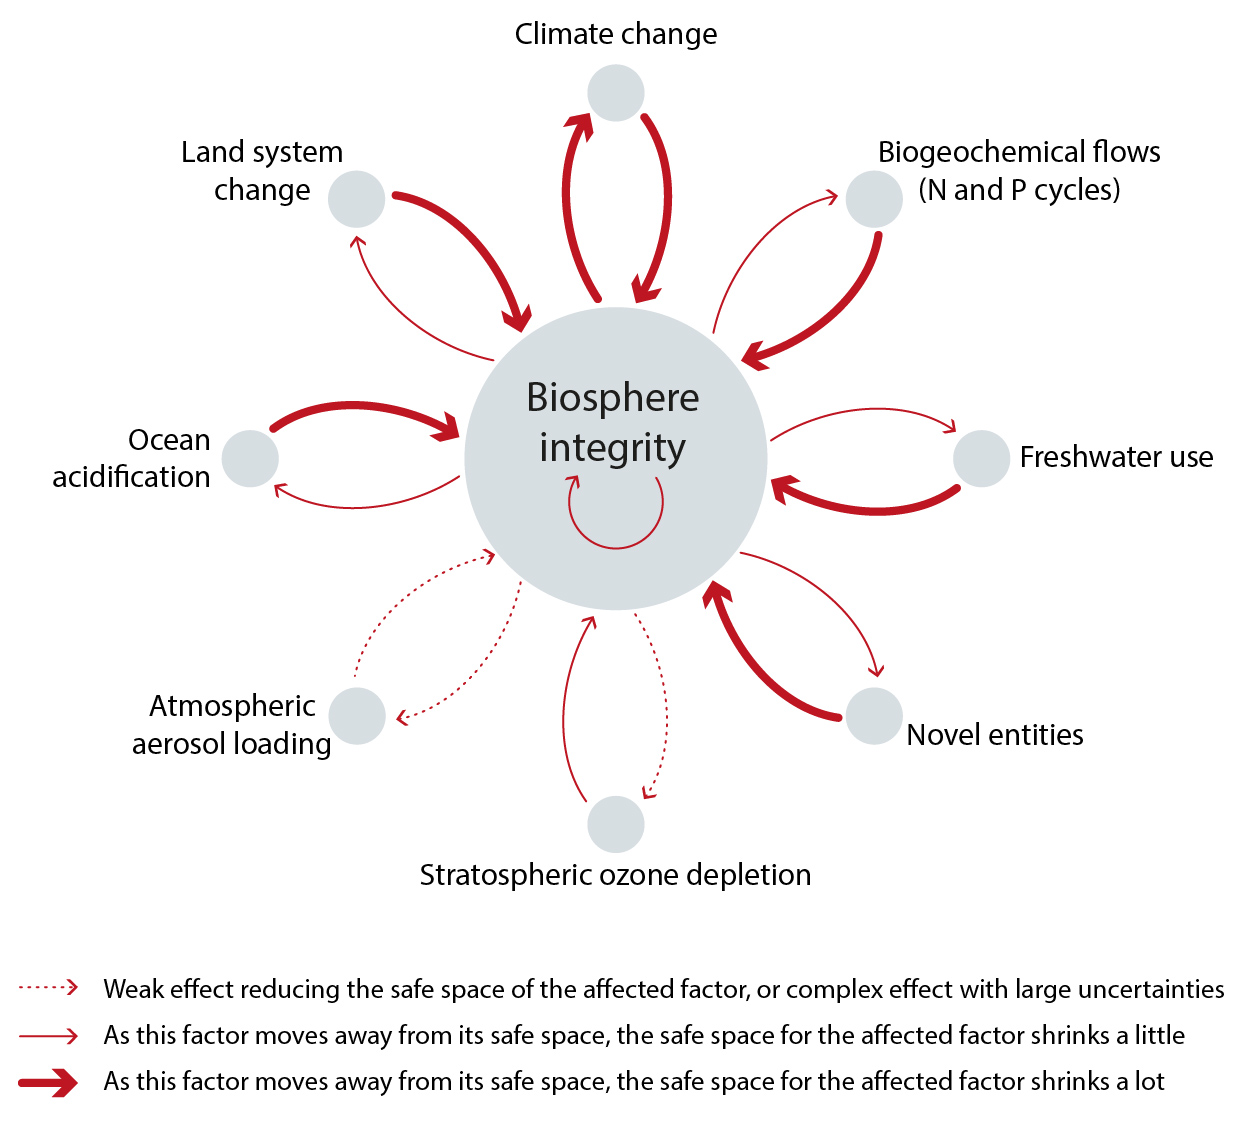 Climate change
Land system
change
Biogeochemical flows
(N and P cycles)
Biosphere
integrity
Ocean
acidification
Freshwater use
Atmospheric
aerosol loading
Novel entities
Stratospheric ozone depletion
Weak effect reducing the safe space of the affected factor, or complex effect with large uncertainties
As this factor moves away from its safe space, the safe space for the affected factor shrinks a little
As this factor moves away from its safe space, the safe space for the affected factor shrinks a lot